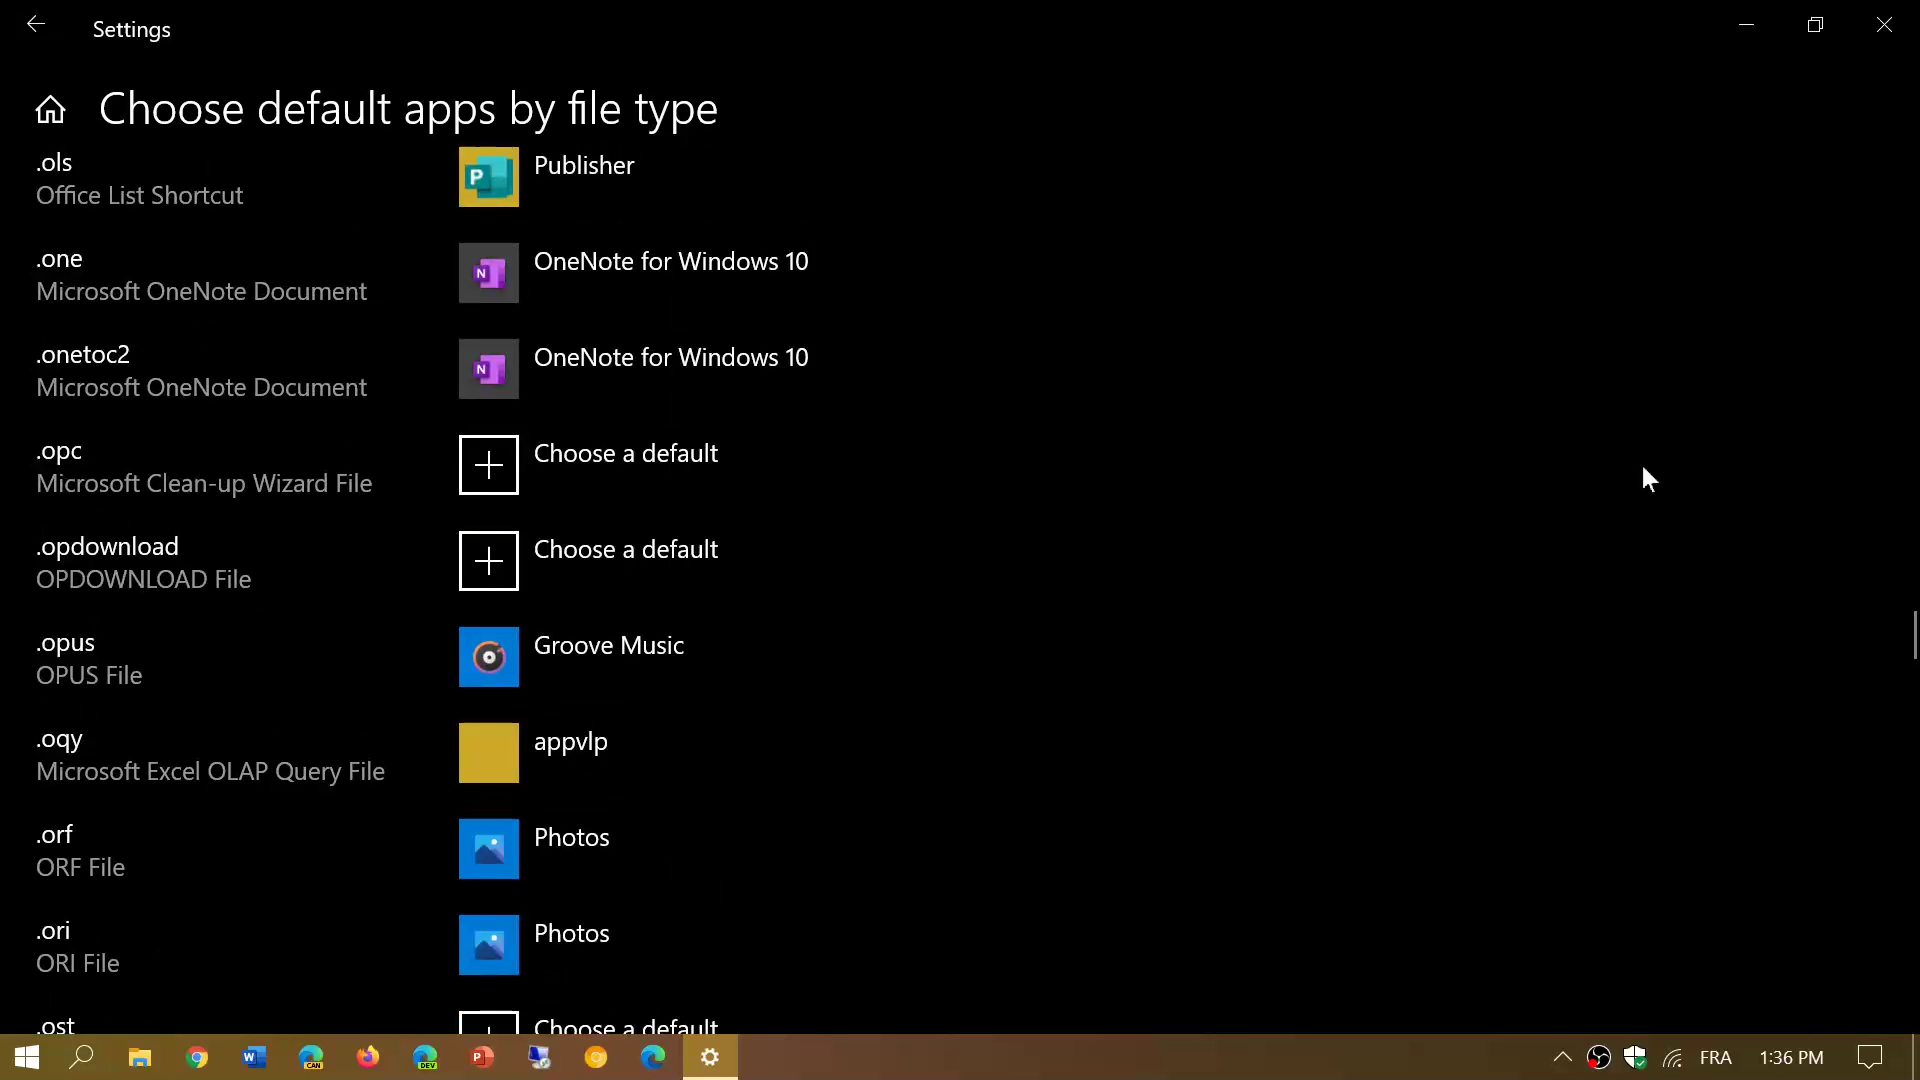 Settings
Choose default apps by file type
.ols
Office List Shortcut
Publisher
.one
Microsoft OneNote Document
OneNote for Windows 10
.onetoc2
Microsoft OneNote Document
OneNote for Windows 10
.opc
Microsoft Clean-up Wizard File
Choose a default
.opdownload
OPDOWNLOAD File
Choose a default
.opus
OPUS File
Groove Music
.oqy
Microsoft Excel OLAP Query File
appvlp
.orf
ORF File
Photos
.ori
ORI File
Photos
.ost
Choose a default
FRA
1:36 PM
CAN
DEV